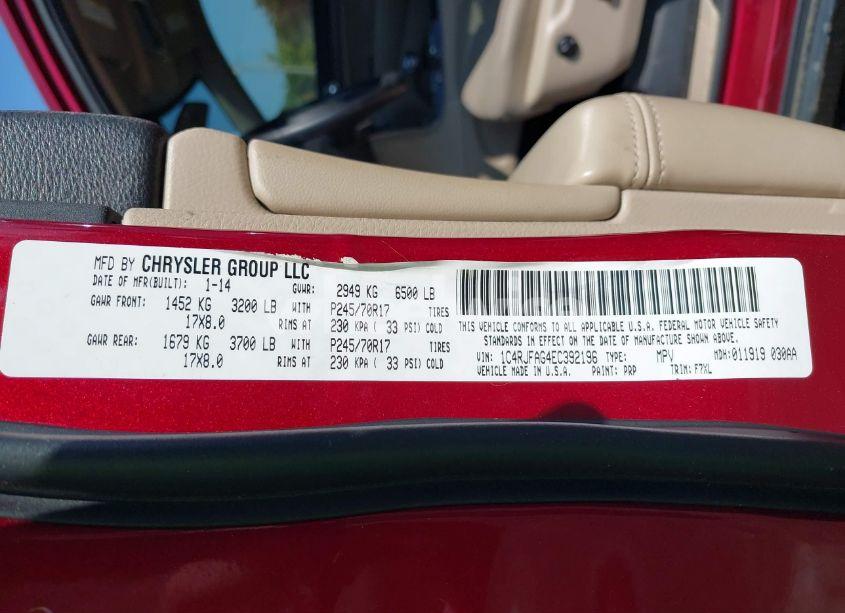 MFD BY CHRYSLER GROUP LLC
DATE OF MFR(BUILT): 1-14 GVWR: 2949 KG 6500 LB
GAWR FRONT: 1452 KG 3200 LB WITH P245/70R17 TIRES
17X8.0 RIMS AT 230 KPA ( 33 PSI) COLD
GAWR REAR: 1679 KG 3700 LB WITH P245/70R17 TIRES
17X8.0 RIMS AT 230 KPA ( 33 PSI) COLD
THIS VEHICLE CONFORMS TO ALL APPLICABLE U.S.A. FEDERAL MOTOR VEHICLE SAFETY
STANDARDS IN EFFECT ON THE DATE OF MANUFACTURE SHOWN ABOVE.
VIN: 1C4RJFAG4EC392196 TYPE: MPV MDH: 011919 030AA
VEHICLE MADE IN U.S.A. PAINT: PRP TRIM: F7XL